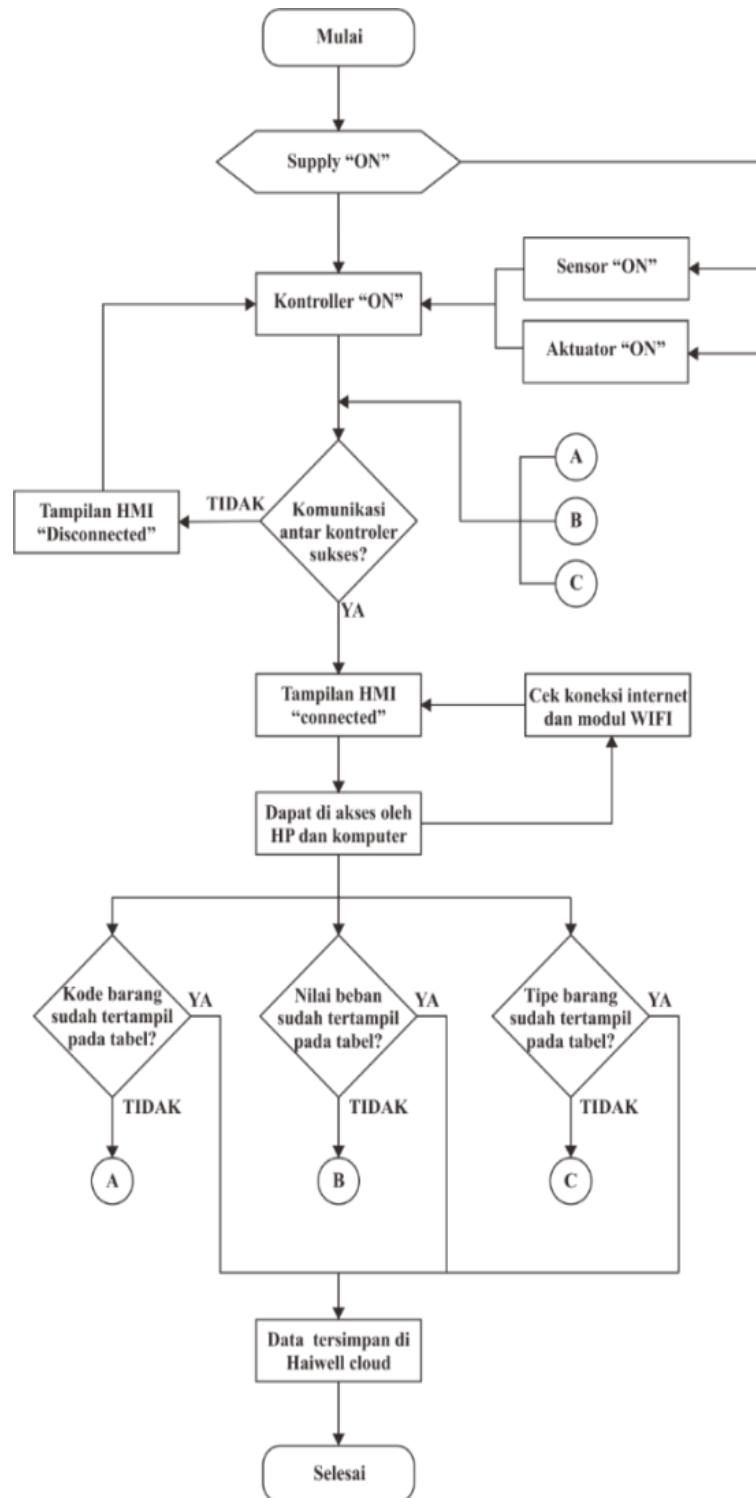 Mulai
Supply “ON”
Sensor “ON”
Kontroller “ON”
Aktuator “ON”
A
TIDAK
Tampilan HMI
“Disconnected”
Komunikasi
antar kontroler
sukses?
B
C
YA
Tampilan HMI
“connected”
Cek koneksi internet
dan modul WIFI
Dapat di akses oleh
HP dan komputer
Kode barang
sudah tertampil
pada tabel?
YA
Nilai beban
sudah tertampil
pada tabel?
YA
Tipe barang
sudah tertampil
pada tabel?
YA
TIDAK
TIDAK
TIDAK
A
B
C
Data tersimpan di
Haiwell cloud
Selesai